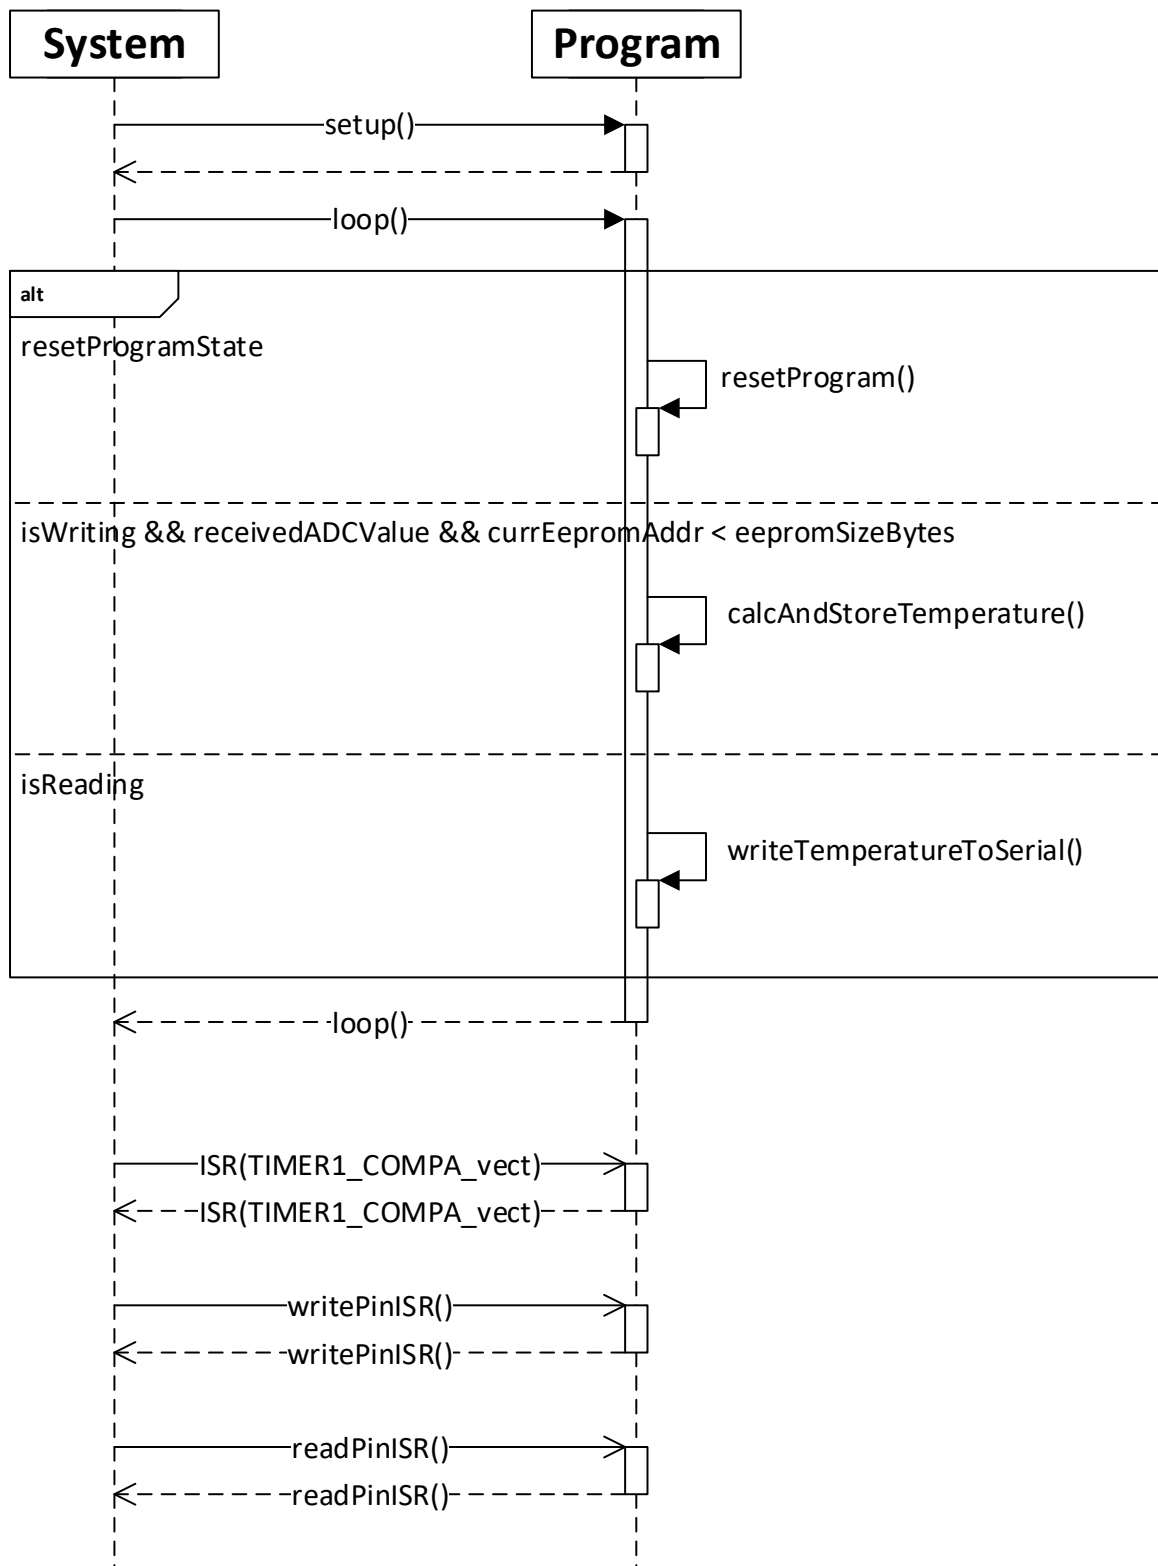 System
Program
setup()
loop()
alt
resetProgramState
resetProgram()
isWriting && receivedADCValue && currEepromAddr < eepromSizeBytes
calcAndStoreTemperature()
isReading
writeTemperatureToSerial()
loop()
ISR(TIMER1_COMPA_vect)
ISR(TIMER1_COMPA_vect)
writePinISR()
writePinISR()
readPinISR()
readPinISR()